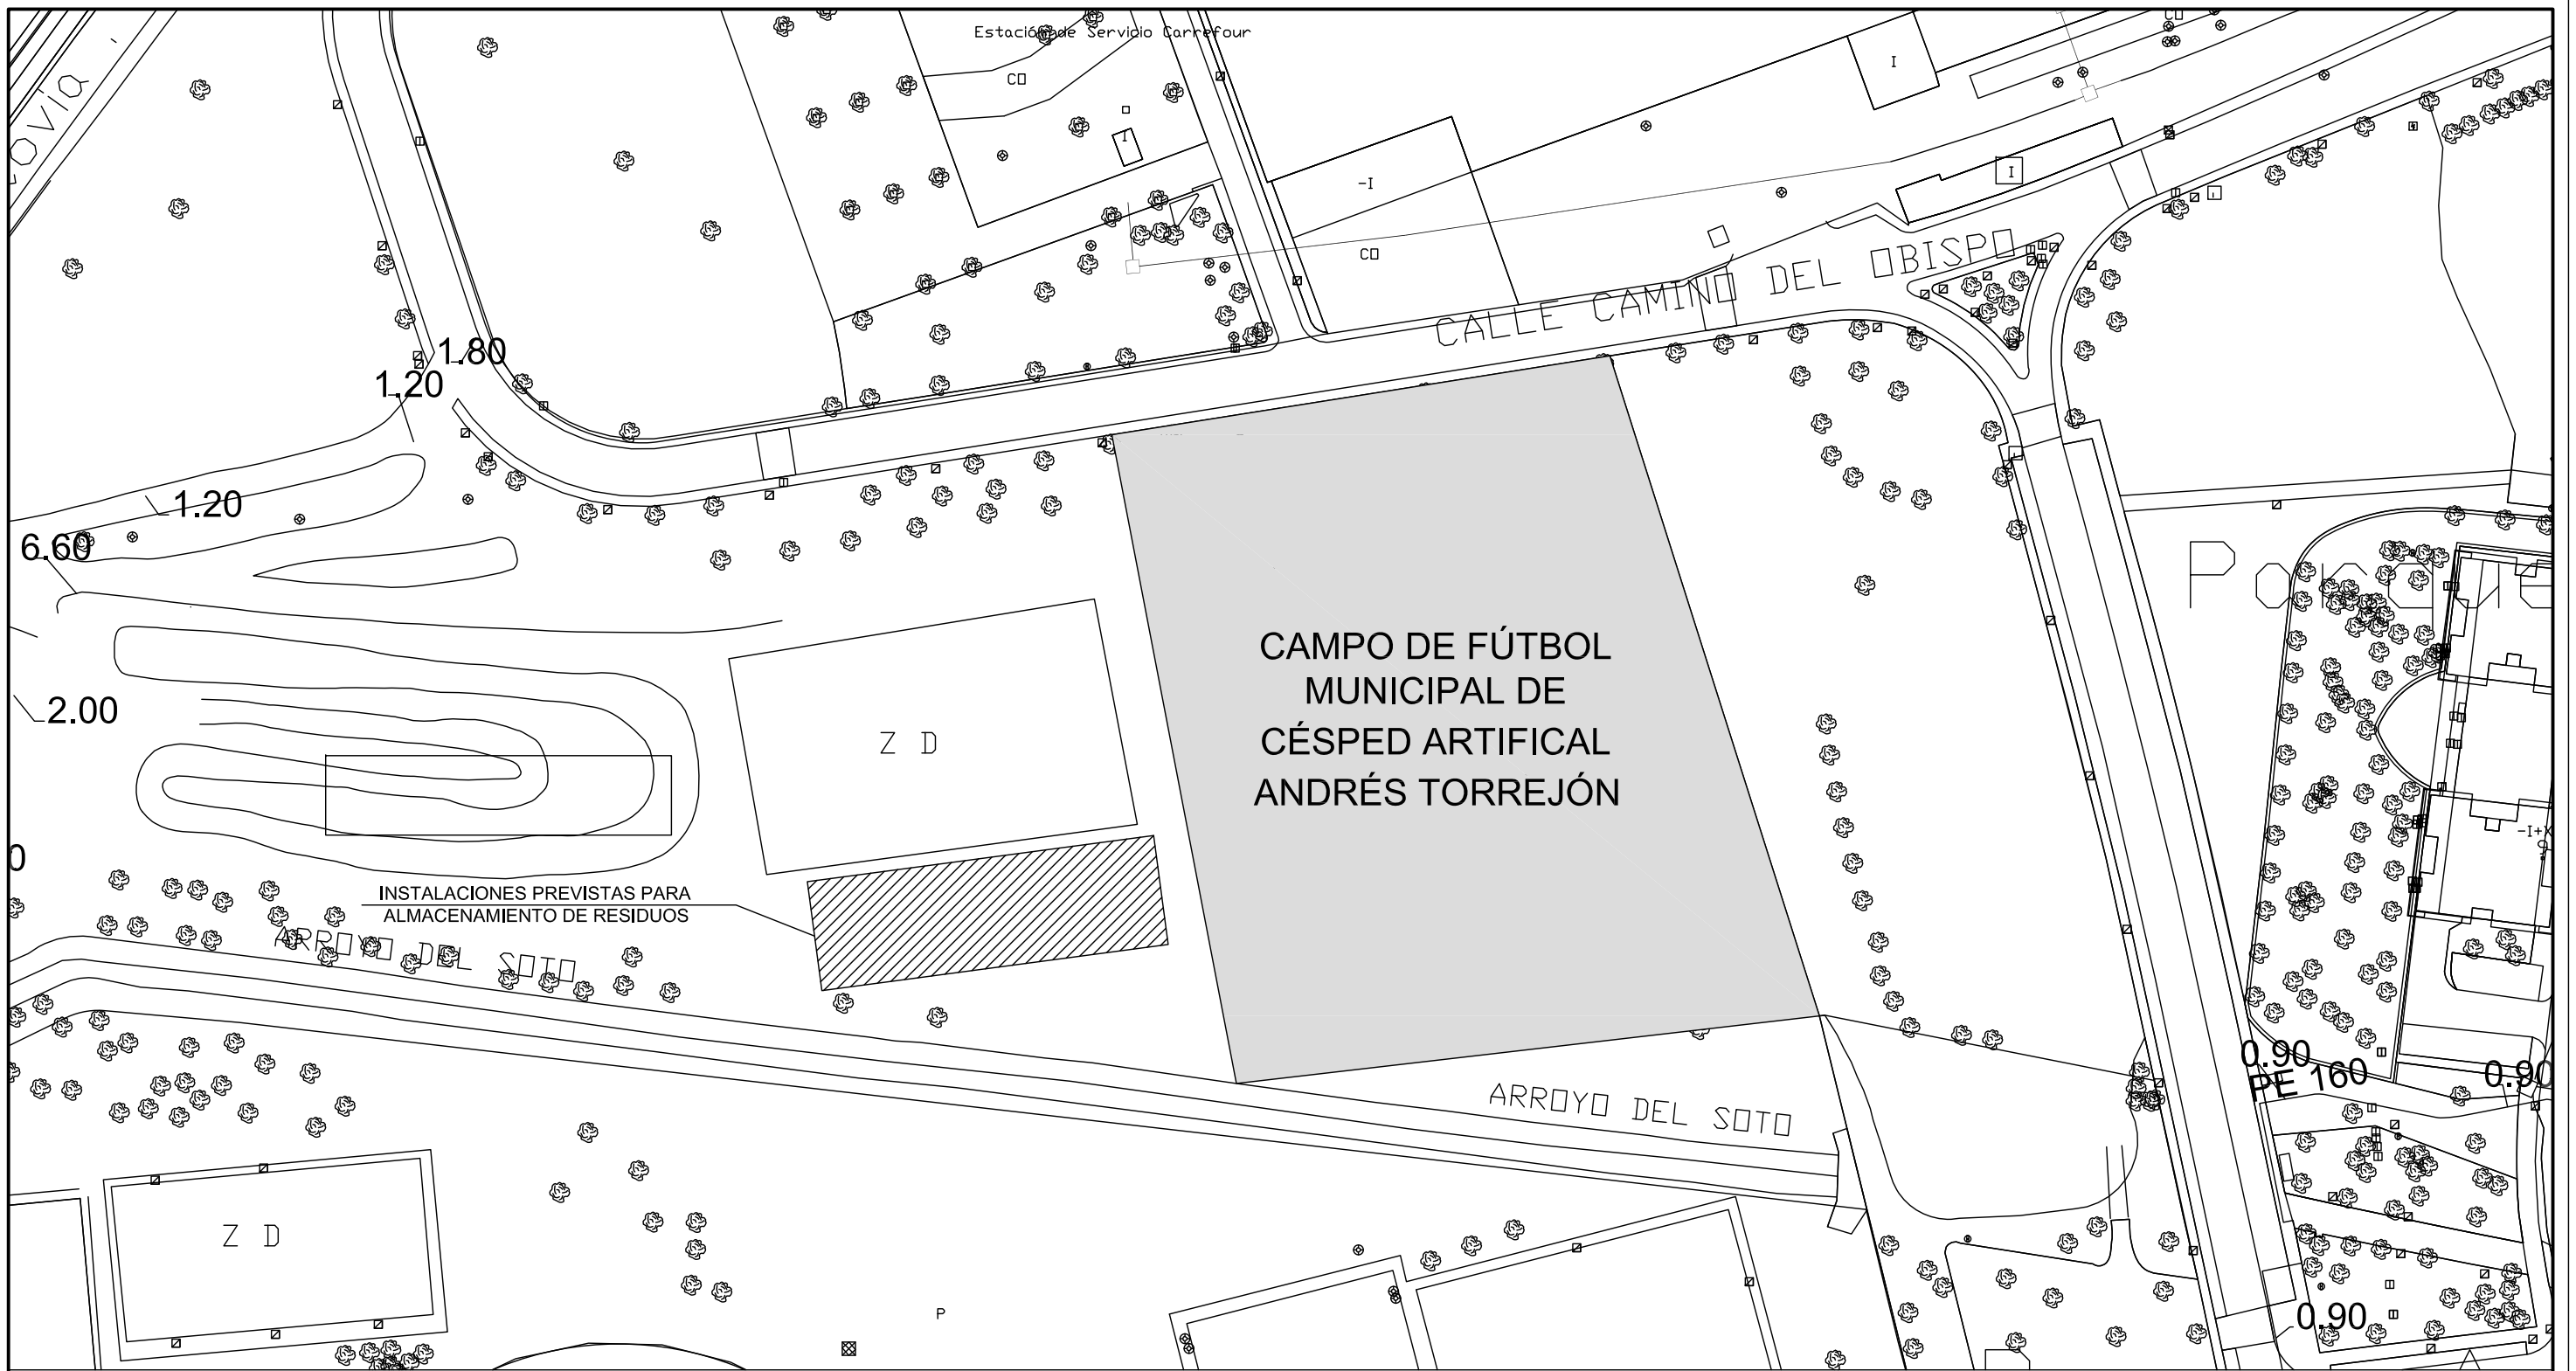 Estación de Servicio Carrefour
CO
CO
I
I
-I
I
CO
CALLE CAMINO DEL OBISPO
1.80
1.20
1.20
6.60
2.00
CAMPO DE FÚTBOL
MUNICIPAL DE
CÉSPED ARTIFICAL
ANDRÉS TORREJÓN
Z D
INSTALACIONES PREVISTAS PARA
ALMACENAMIENTO DE RESIDUOS
ARROYO DEL SOTO
ARROYO DEL SOTO
0.90
PE 160
0.90
Z D
P
0.90